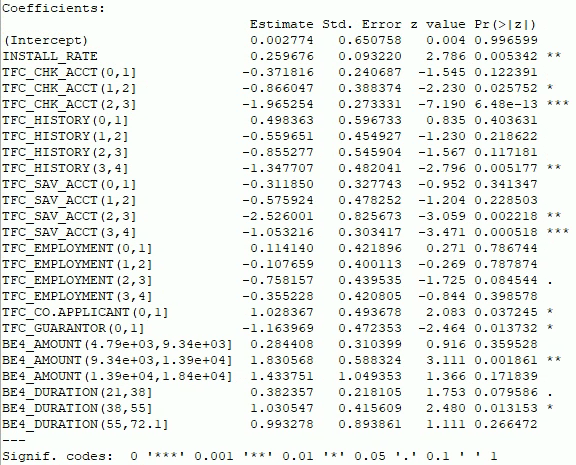 Coefficients:
Estimate Std. Error z value Pr(>|z|)
(Intercept) 0.002774 0.650758 0.004 0.996599
INSTALL_RATE 0.259676 0.093220 2.786 0.005342 **
TFC_CHK_ACCT(0,1] -0.371816 0.240687 -1.545 0.122391
TFC_CHK_ACCT(1,2] -0.866047 0.388374 -2.230 0.025752 *
TFC_CHK_ACCT(2,3] -1.965254 0.273331 -7.190 6.48e-13 ***
TFC_HISTORY(0,1] 0.498363 0.596733 0.835 0.403631
TFC_HISTORY(1,2] -0.559651 0.454927 -1.230 0.218622
TFC_HISTORY(2,3] -0.855277 0.545904 -1.567 0.117181
TFC_HISTORY(3,4] -1.347707 0.482041 -2.796 0.005177 **
TFC_SAV_ACCT(0,1] -0.311850 0.327743 -0.952 0.341347
TFC_SAV_ACCT(1,2] -0.575924 0.478252 -1.204 0.228503
TFC_SAV_ACCT(2,3] -2.526001 0.825673 -3.059 0.002218 **
TFC_SAV_ACCT(3,4] -1.053216 0.303417 -3.471 0.000518 ***
TFC_EMPLOYMENT(0,1] 0.114140 0.421896 0.271 0.786744
TFC_EMPLOYMENT(1,2] -0.107659 0.400113 -0.269 0.787874
TFC_EMPLOYMENT(2,3] -0.758157 0.439535 -1.725 0.084544 .
TFC_EMPLOYMENT(3,4] -0.355228 0.420805 -0.844 0.398578
TFC_CO.APPLICANT(0,1] 1.028367 0.493678 2.083 0.037245 *
TFC_GUARANTOR(0,1] -1.163969 0.472353 -2.464 0.013732 *
BE4_AMOUNT(4.79e+03,9.34e+03] 0.284408 0.310399 0.916 0.359528
BE4_AMOUNT(9.34e+03,1.39e+04] 1.830568 0.588324 3.111 0.001861 **
BE4_AMOUNT(1.39e+04,1.84e+04] 1.433751 1.049353 1.366 0.171839
BE4_DURATION(21,38] 0.382357 0.218105 1.753 0.079586 .
BE4_DURATION(38,55] 1.030547 0.415609 2.480 0.013153 *
BE4_DURATION(55,72.1] 0.993278 0.893861 1.111 0.266472
---
Signif. codes: 0 '***' 0.001 '**' 0.01 '*' 0.05 '.' 0.1 ' ' 1